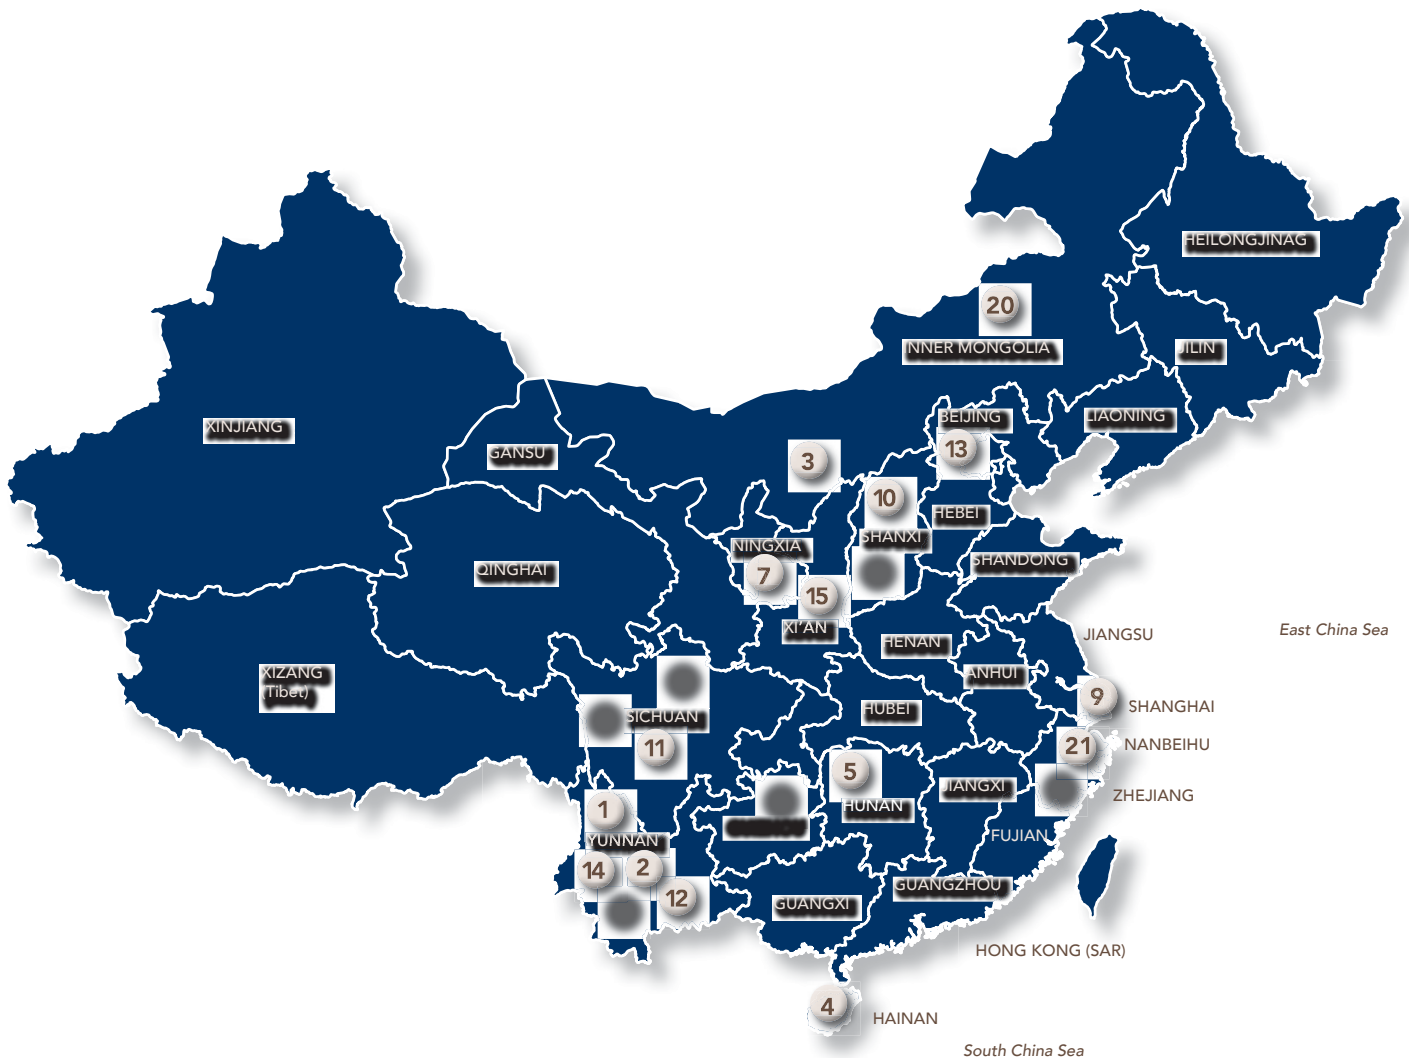 HEILONGJINAG
20
INNER MONGOLIA
JILIN
BEIJING
LIAONING
XINJIANG
GANSU
3
13
10
HEBEI
SHANXI
NINGXIA
SHANDONG
QINGHAI
7
15
XI'AN
HENAN
JIANGSU
East China Sea
XIZANG
(Tibet)
ANHUI
9
SHANGHAI
SICHUAN
HUBEI
11
21
NANBEIHU
5
JIANGXI
ZHEJIANG
1
HUNAN
YUNNAN
FUJIAN
14
2
12
GUANGXI
GUANGZHOU
HONG KONG (SAR)
4
HAINAN
South China Sea